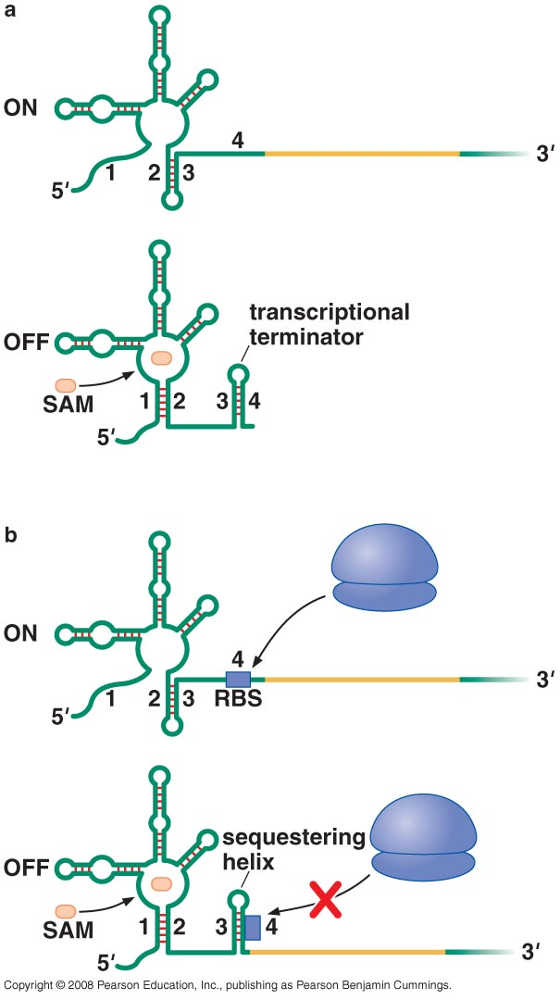 a
ON
1
2
3
4
5′
3′
OFF
SAM
transcriptional
terminator
1
2
3
4
5′
b
ON
1
2
3
4
RBS
5′
3′
OFF
SAM
sequestering
helix
1
2
3
4
5′
3′
Copyright © 2008 Pearson Education, Inc., publishing as Pearson Benjamin Cummings.